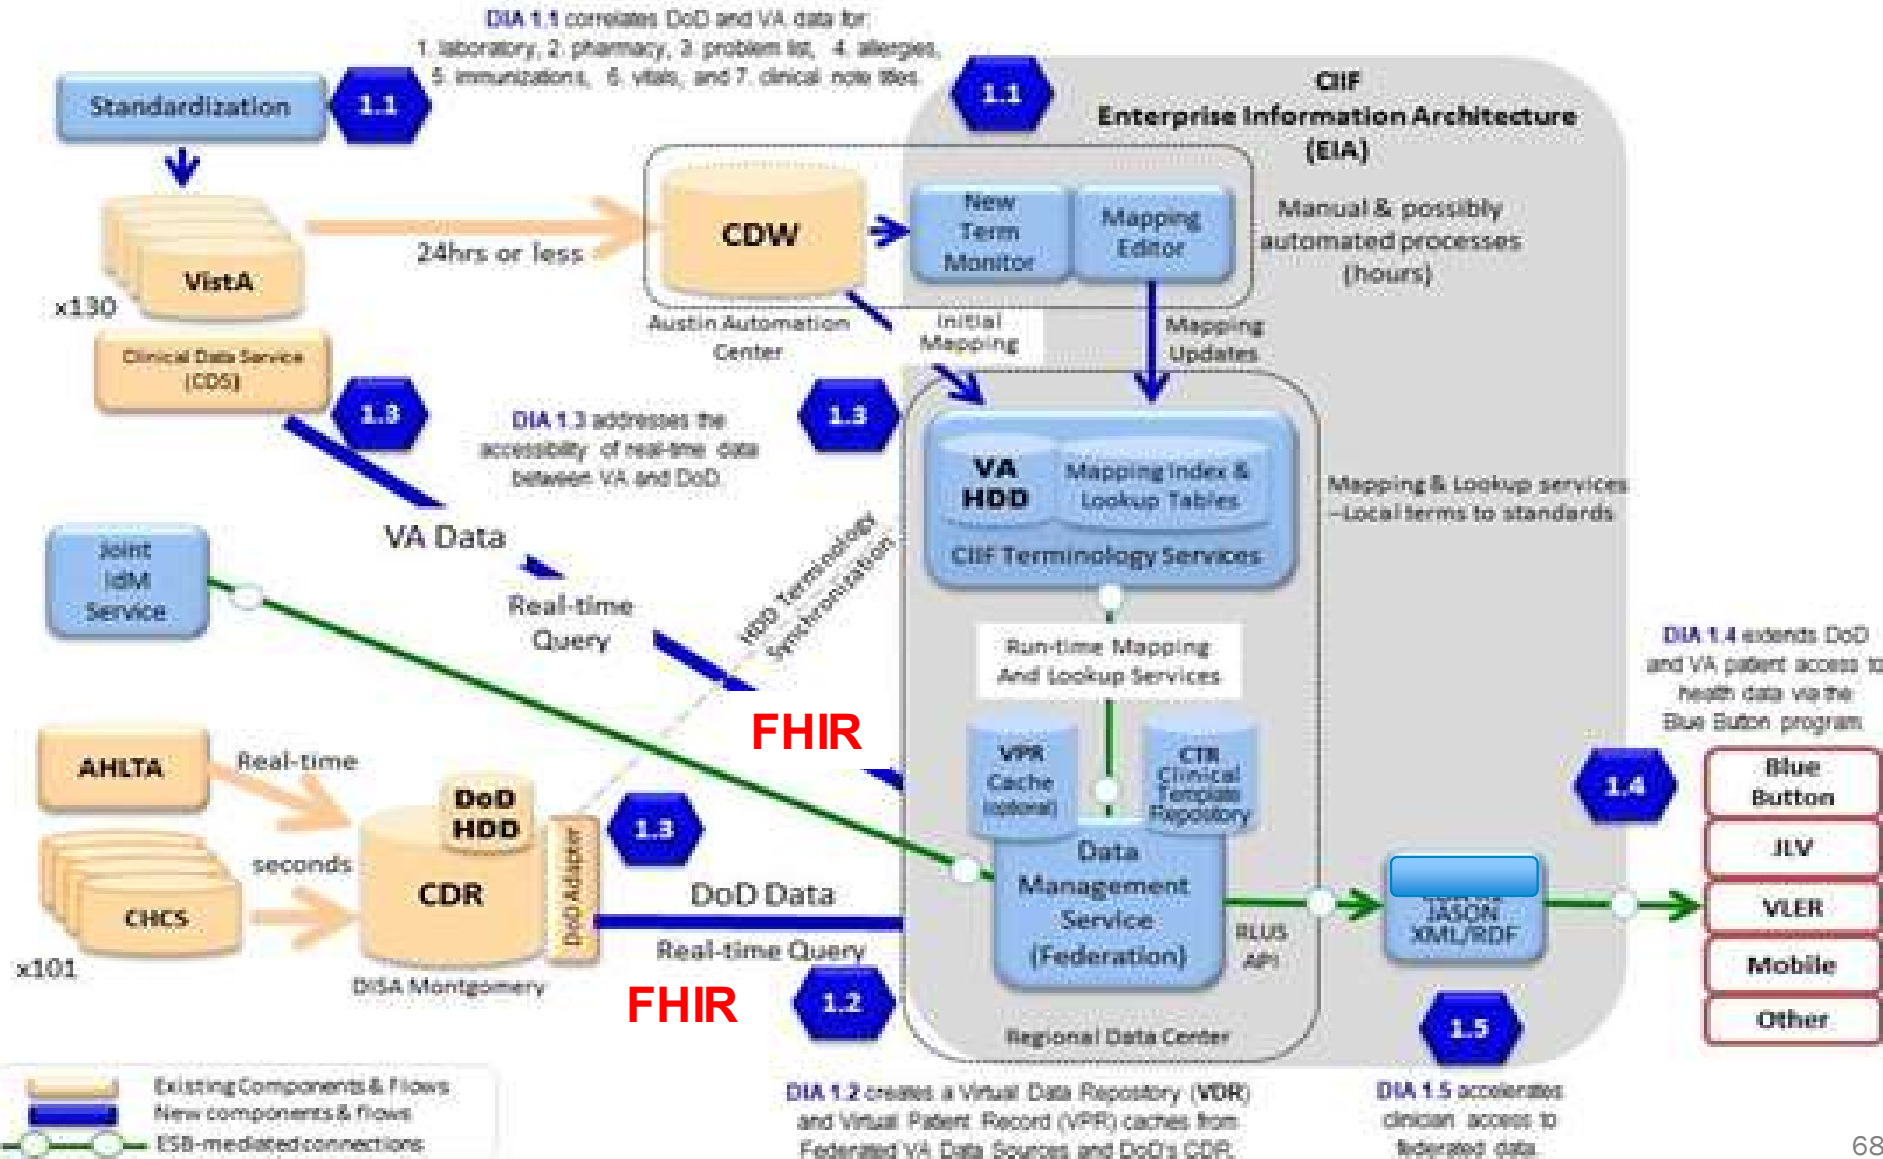 DIA 1.1 correlates DoD and VA data for:
1. laboratory, 2. pharmacy, 3. problem list, 4. allergies,
5. immunizations, 6. vitals, and 7. clinical note titles.
Standardization
1.1
1.1
CIIF
Enterprise Information Architecture
(EIA)
VistA
x130
24hrs or less
CDW
New
Term
Monitor
Mapping
Editor
Manual & possibly
automated processes
(hours)
Austin Automation
Center
Initial
Mapping
Mapping
Updates
Clinical Data Service
(CDS)
1.3
DIA 1.3 addresses the
accessibility of real-time data
between VA and DoD
1.3
VA
HDD
Mapping Index &
Lookup Tables
CIIF Terminology Services
Mapping & Lookup services
–Local terms to standards
VA Data
Real-time
Query
HDD Terminology
Synchronization
Joint
IdM
Service
Run-time Mapping
And Lookup Services
DIA 1.4 extends DoD
and VA patient access to
health data via the
Blue Button program.
FHIR
AHLTA
Real-time
CHCS
x101
seconds
DoD
HDD
CDR
DoD Adapter
DISA Montgomery
1.3
DoD Data
Real-time Query
FHIR
1.2
VPR
Cache
(optional)
CTR
Clinical
Template
Repository
Data
Management
Service
(Federation)
RLUS
API
Regional Data Center
JASON
XML/RDF
1.4
Blue
Button
JLV
VLER
Mobile
Other
1.5
Existing Components & Flows
New components & flows
ESB-mediated connections
DIA 1.2 creates a Virtual Data Repository (VDR)
and Virtual Patient Record (VPR) caches from
Federated VA Data Sources and DoD's CDR.
DIA 1.5 accelerates
clinician access to
federated data.
68